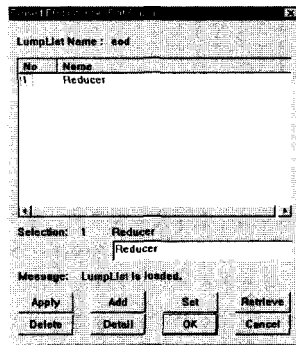 LumpList Name : aod
No Name
1 Reducer
Selection: 1 Reducer
Reducer
Message: LumpList is loaded.
Apply Add Set Retrieve
Delete Detail OK Cancel